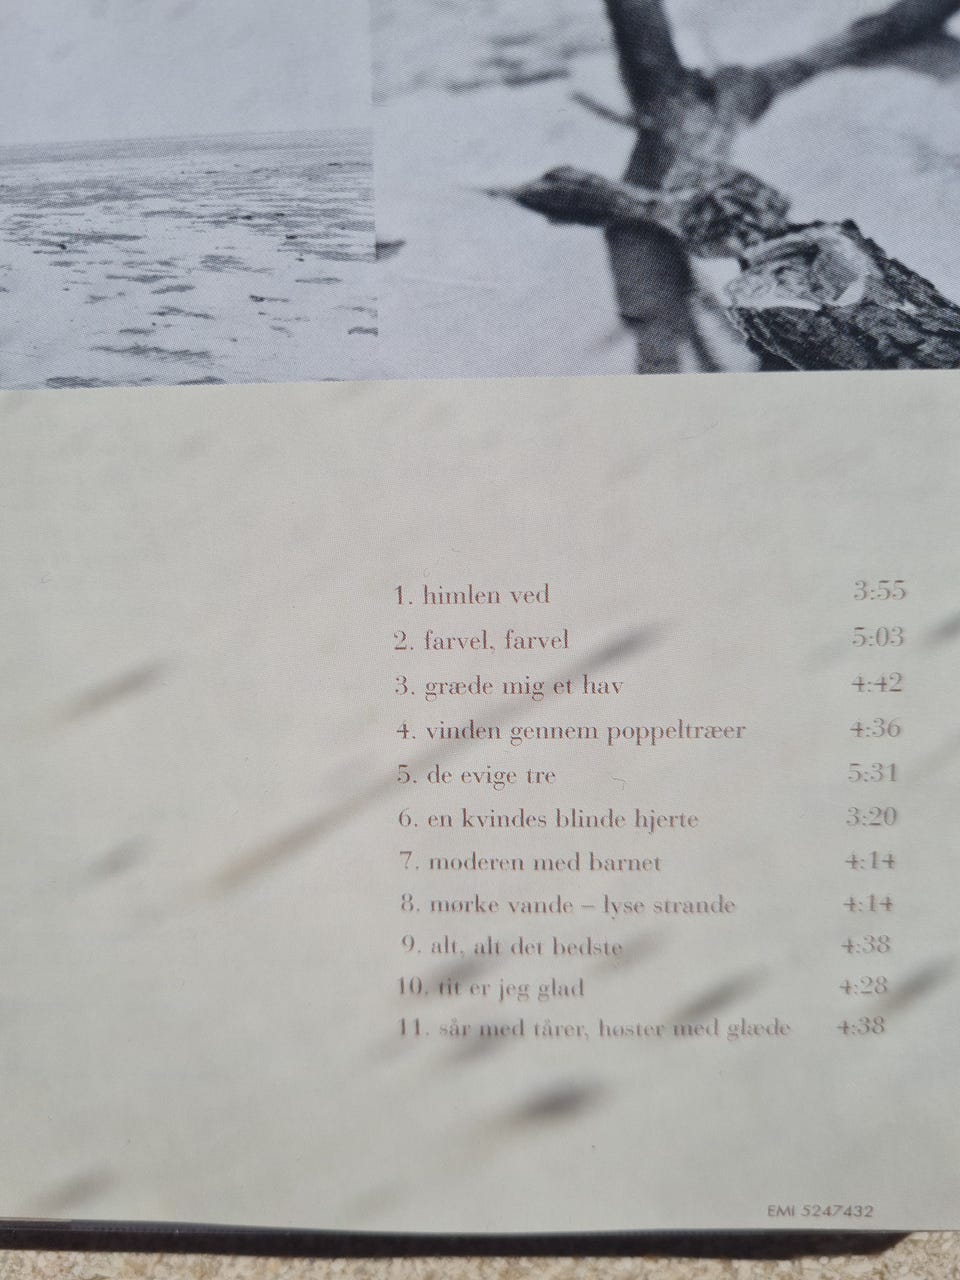 1. himlen ved 3:55
2. farvel, farvel 5:03
3. græde mig et hav 4:42
4. vinden gennem poppeltræer 4:36
5. de evige tre 5:31
6. en kvindes blinde hjerte 3:20
7. moderen med barnet 4:14
8. mørke vande – lyse strande 4:14
9. alt, alt det bedste 4:38
10. tit er jeg glad 4:28
11. sår med tårer, høster med glæde 4:38
EMI 5247432